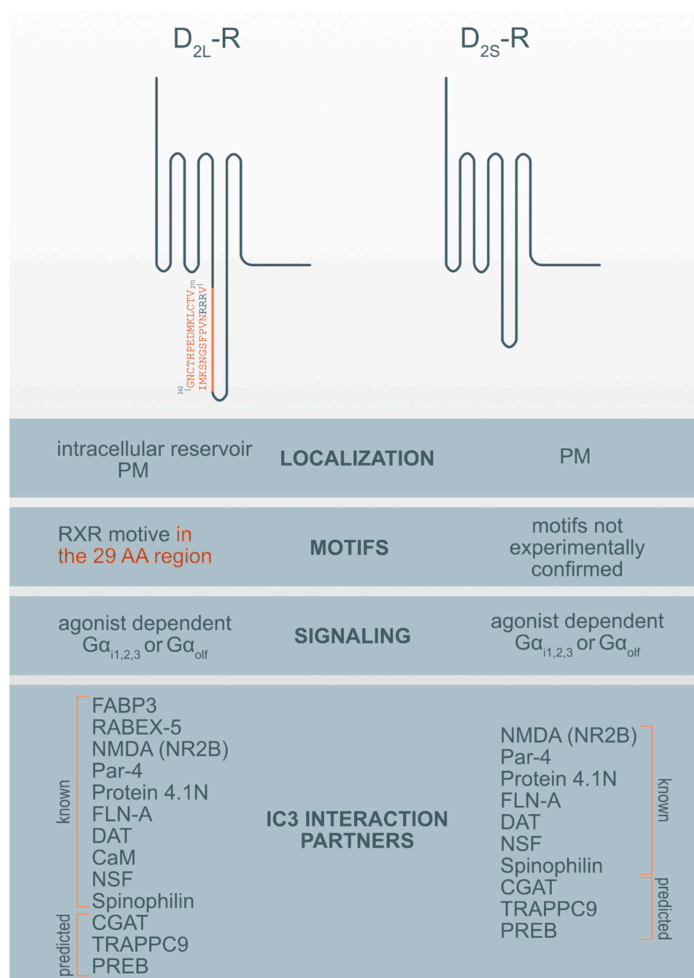 D2L-R
D2S-R
242
270
GNCTHPEDMKLCTV
IMKSNGSFPVNRRRV
intracellular reservoir
PM
LOCALIZATION
PM
RXR motive in
the 29 AA region
MOTIFS
motifs not
experimentally
confirmed
agonist dependent
Gαi1,2,3 or Gαolf
SIGNALING
agonist dependent
Gαi1,2,3 or Gαolf
known
FABP3
RABEX-5
NMDA (NR2B)
Par-4
Protein 4.1N
FLN-A
DAT
CaM
NSF
Spinophilin
predicted
CGAT
TRAPPC9
PREB
IC3 INTERACTION
PARTNERS
NMDA (NR2B)
Par-4
Protein 4.1N
FLN-A
DAT
NSF
Spinophilin
known
CGAT
TRAPPC9
PREB
predicted